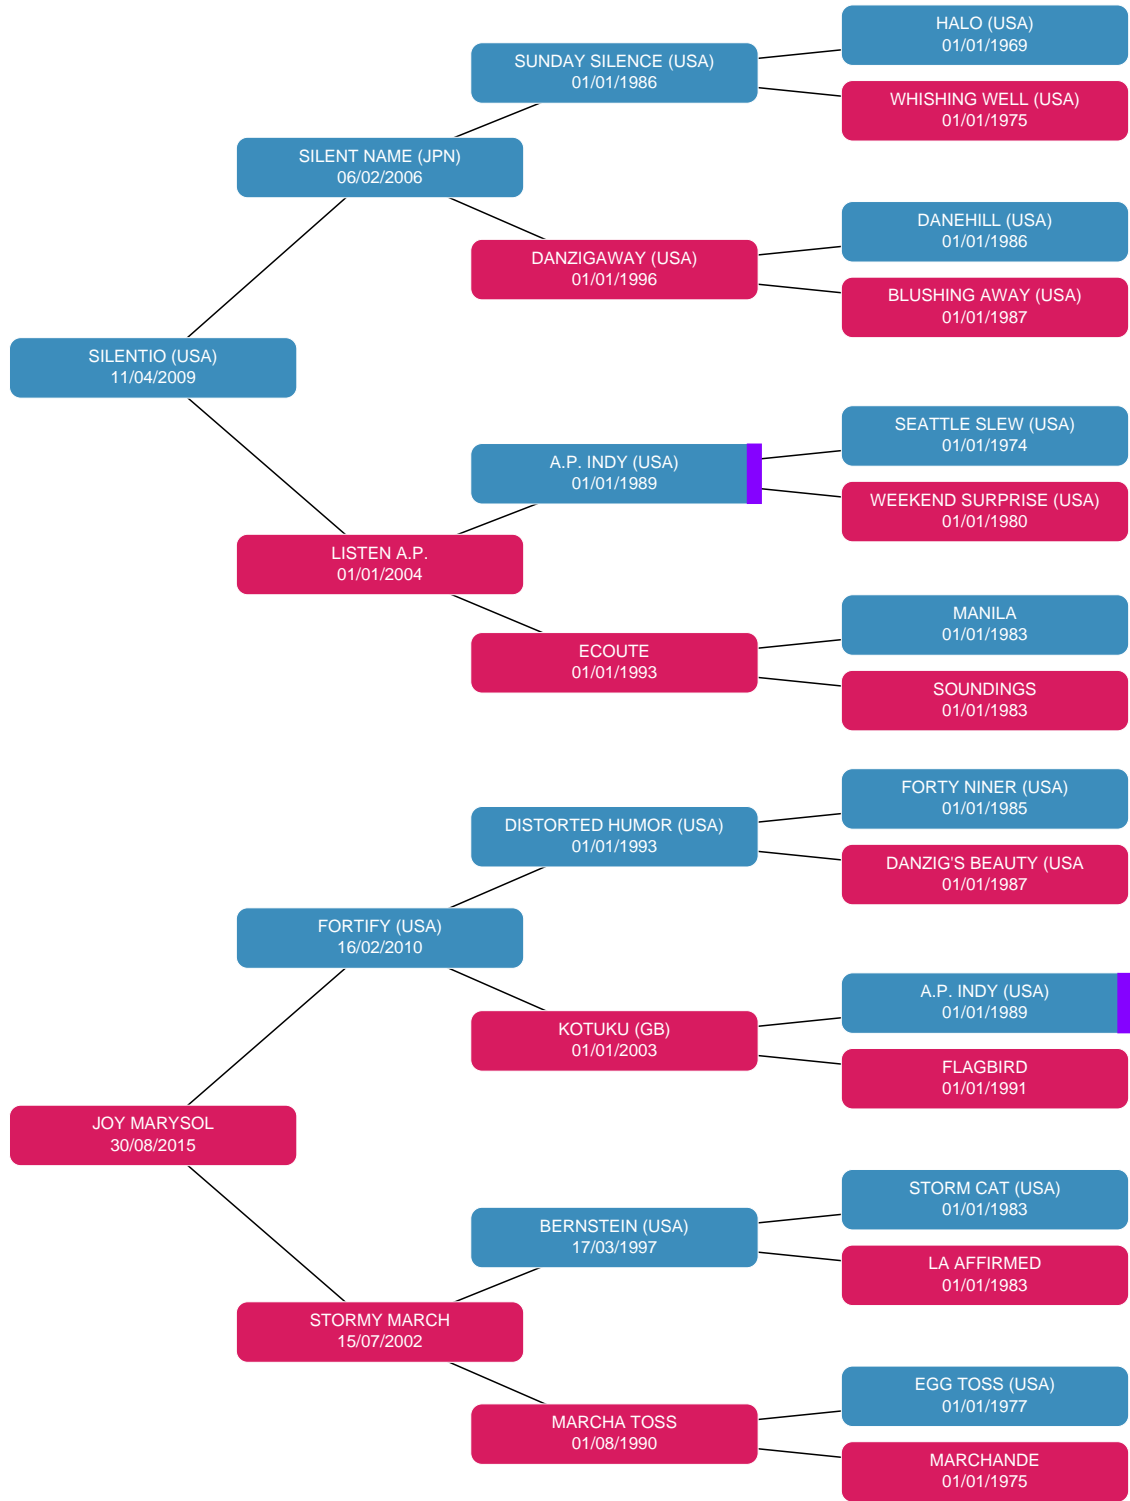 HALO (USA)
01/01/1969
SUNDAY SILENCE (USA)
01/01/1986
WHISHING WELL (USA)
01/01/1975
SILENT NAME (JPN)
06/02/2006
DANEHILL (USA)
01/01/1986
DANZIGAWAY (USA)
01/01/1996
BLUSHING AWAY (USA)
01/01/1987
SILENTIO (USA)
11/04/2009
SEATTLE SLEW (USA)
01/01/1974
A.P. INDY (USA)
01/01/1989
WEEKEND SURPRISE (USA)
01/01/1980
LISTEN A.P.
01/01/2004
MANILA
01/01/1983
ECOUTE
01/01/1993
SOUNDINGS
01/01/1983
FORTY NINER (USA)
01/01/1985
DISTORTED HUMOR (USA)
01/01/1993
DANZIG'S BEAUTY (USA
01/01/1987
FORTIFY (USA)
16/02/2010
A.P. INDY (USA)
01/01/1989
KOTUKU (GB)
01/01/2003
FLAGBIRD
01/01/1991
JOY MARYSOL
30/08/2015
STORM CAT (USA)
01/01/1983
BERNSTEIN (USA)
17/03/1997
LA AFFIRMED
01/01/1983
STORMY MARCH
15/07/2002
EGG TOSS (USA)
01/01/1977
MARCHA TOSS
01/08/1990
MARCHANDE
01/01/1975